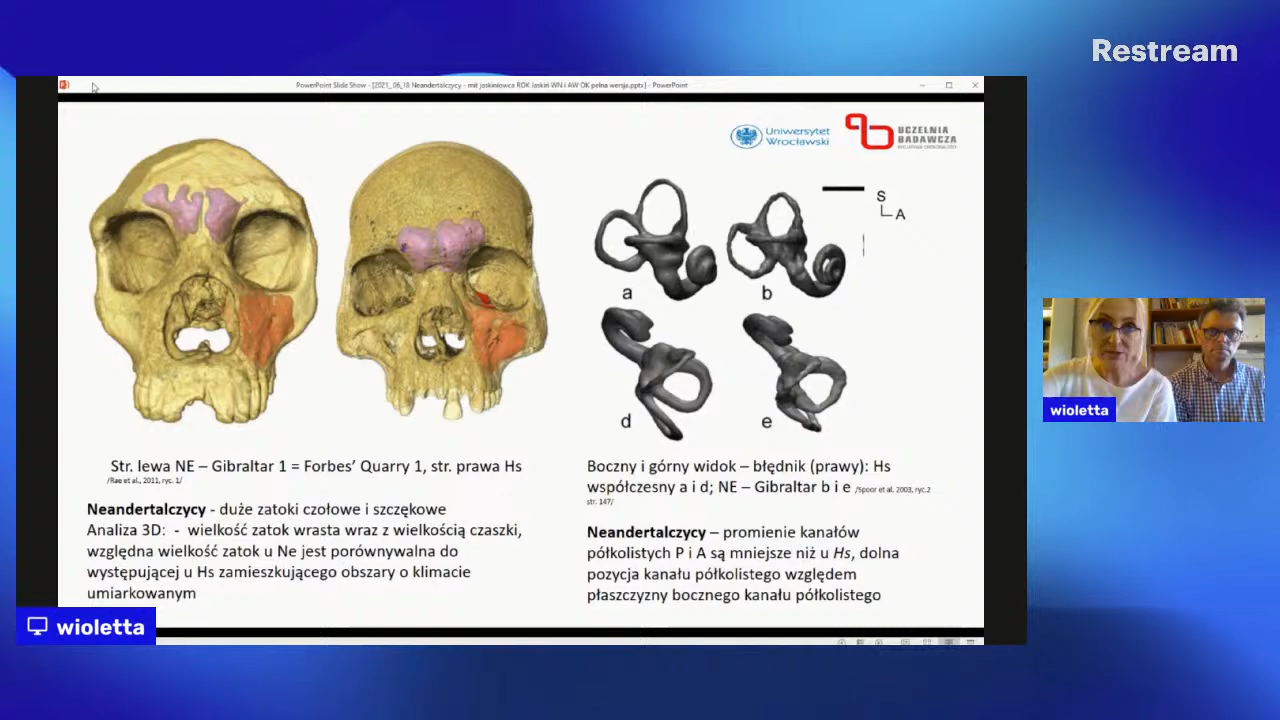 Restream
PowerPoint Slide Show - [2021_ 06_18 Neandertalczycy - mit jaskiniowca ROK Jaskiń WN i AW OK pełna wersja.pptx] - PowerPoint
Uniwersytet
Wrocławski
UCZELNIA
BADAWCZA
S
A
a
b
d
e
Str. lewa NE – Gibraltar 1 = Forbes’ Quarry 1, str. prawa Hs
/Rae et al., 2011, ryc. 1/
Neandertalczycy - duże zatoki czołowe i szczękowe
Analiza 3D: - wielkość zatok wrasta wraz z wielkością czaszki,
względna wielkość zatok u Ne jest porównywalna do
występującej u Hs zamieszkującego obszary o klimacie
umiarkowanym
Boczny i górny widok – błędnik (prawy): Hs
współczesny a i d; NE – Gibraltar b i e /Spoor et al. 2003, ryc.2
str. 147/
Neandertalczycy – promienie kanałów
półkolistych P i A są mniejsze niż u Hs, dolna
pozycja kanału półkolistego względem
płaszczyzny bocznego kanału półkolistego
wioletta
wioletta